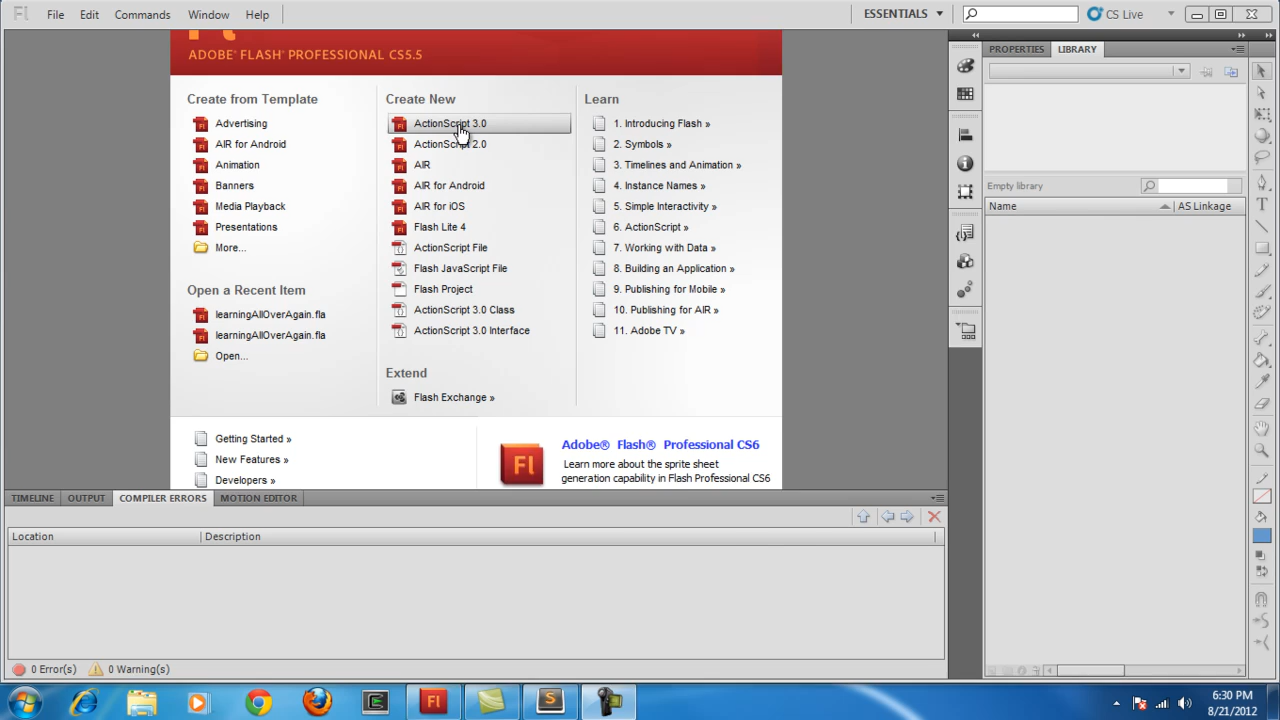 Fl File Edit Commands Window Help ESSENTIALS CS Live
ADOBE® FLASH® PROFESSIONAL CS5.5
Create from Template
Advertising
AIR for Android
Animation
Banners
Media Playback
Presentations
More...
Open a Recent Item
learningAllOverAgain.fla
learningAllOverAgain.fla
Open...
Create New
ActionScript 3.0
ActionScript 2.0
AIR
AIR for Android
AIR for iOS
Flash Lite 4
ActionScript File
Flash JavaScript File
Flash Project
ActionScript 3.0 Class
ActionScript 3.0 Interface
Extend
Flash Exchange »
Learn
1. Introducing Flash »
2. Symbols »
3. Timelines and Animation »
4. Instance Names »
5. Simple Interactivity »
6. ActionScript »
7. Working with Data »
8. Building an Application »
9. Publishing for Mobile »
10. Publishing for AIR »
11. Adobe TV »
Getting Started »
New Features »
Developers »
Fl
Adobe® Flash® Professional CS6
Learn more about the sprite sheet
generation capability in Flash Professional CS6
PROPERTIES LIBRARY
Empty library
Name AS Linkage
TIMELINE OUTPUT COMPILER ERRORS MOTION EDITOR
Location Description
0 Error(s) 0 Warning(s)
Fl
6:30 PM
8/21/2012